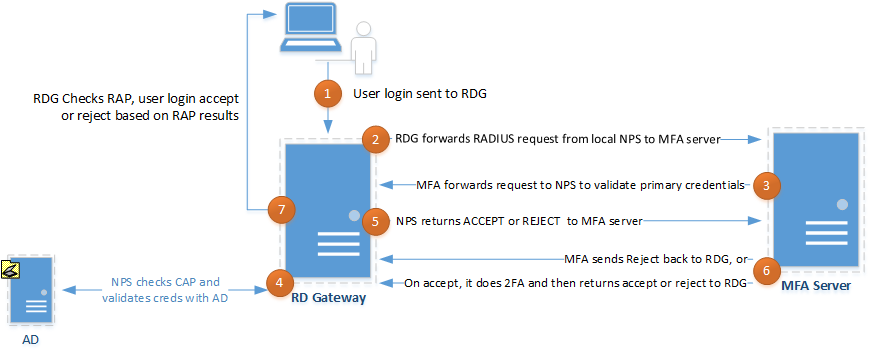 1
User login sent to RDG
RDG Checks RAP, user login accept
or reject based on RAP results
2
RDG forwards RADIUS request from local NPS to MFA server
MFA forwards request to NPS to validate primary credentials
3
7
5
NPS returns ACCEPT or REJECT to MFA server
MFA sends Reject back to RDG, or
6
On accept, it does 2FA and then returns accept or reject to RDG
4
NPS checks CAP and
validates creds with AD
RD Gateway
MFA Server
AD